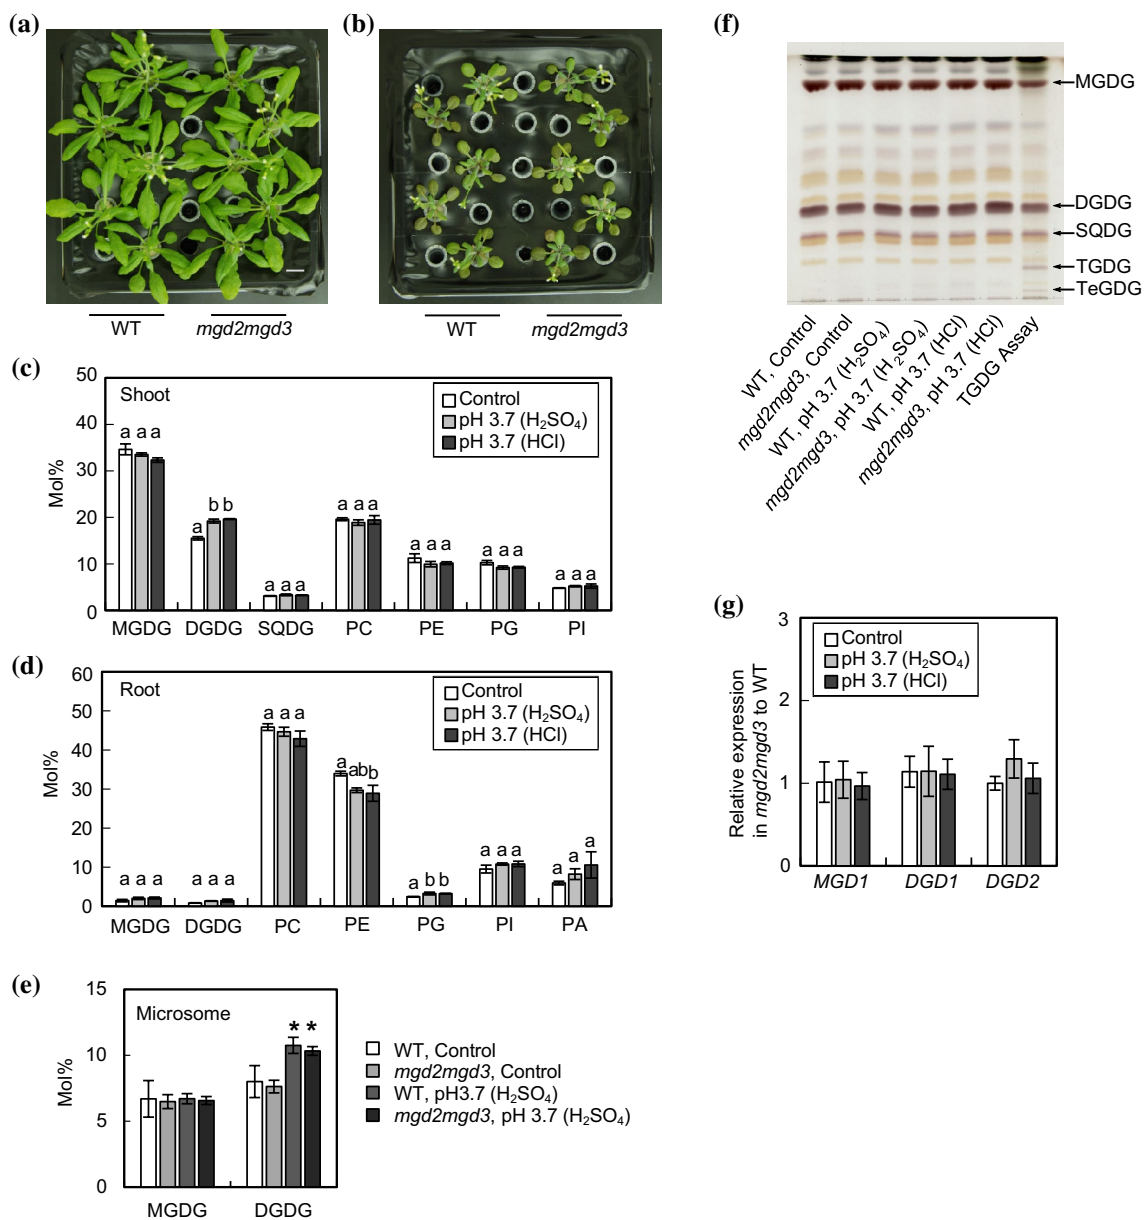 (a)
WT
mgd2mgd3
(b)
WT
mgd2mgd3
(c)
Shoot
Control
pH 3.7 (H₂SO₄)
pH 3.7 (HCl)
Mol%
50
40
30
20
10
0
a a a
a b b
a a a
a a a
a a a
a a a
a a a
MGDG DGDG SQDG PC PE PG PI
(d)
Root
Control
pH 3.7 (H₂SO₄)
pH 3.7 (HCl)
Mol%
60
50
40
30
20
10
0
a a a
a a a
a a a
a ab b
a b b
a a a
a a a
MGDG DGDG PC PE PG PI PA
(e)
Microsome
Mol%
15
10
5
0
* *
MGDG DGDG
WT, Control
mgd2mgd3, Control
WT, pH3.7 (H₂SO₄)
mgd2mgd3, pH 3.7 (H₂SO₄)
(f)
MGDG
DGDG
SQDG
TGDG
TeGDG
WT, Control
mgd2mgd3, Control
WT, pH 3.7 (H₂SO₄)
mgd2mgd3, pH 3.7 (H₂SO₄)
WT, pH 3.7 (HCl)
mgd2mgd3, pH 3.7 (HCl)
TGDG Assay
(g)
Relative expression
in mgd2mgd3 to WT
3
2
1
0
Control
pH 3.7 (H₂SO₄)
pH 3.7 (HCl)
MGD1 DGD1 DGD2